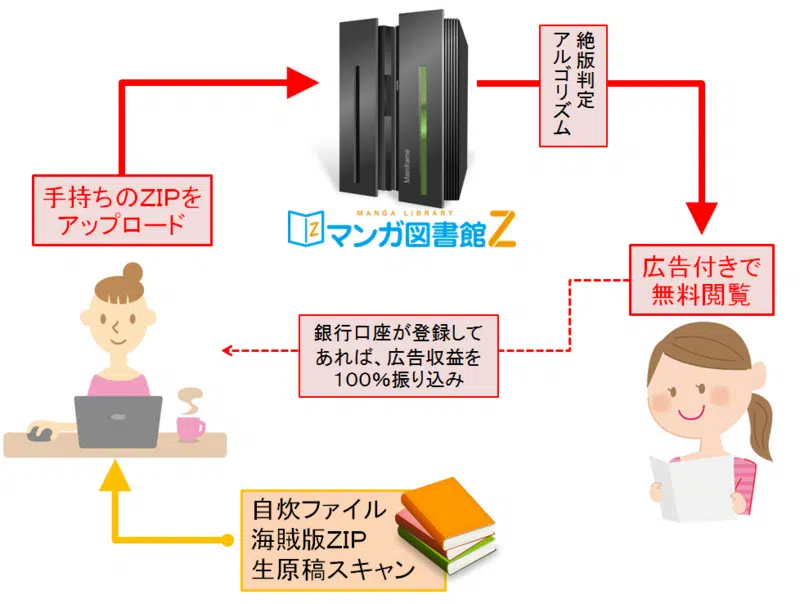 絶版判定
アルゴリズム
Mainframe
手持ちのZIPを
アップロード
MANGA LIBRARY
Z
マンガ図書館Z
広告付きで
無料閲覧
銀行口座が登録して
あれば、広告収益を
100%振り込み
自炊ファイル
海賊版ZIP
生原稿スキャン